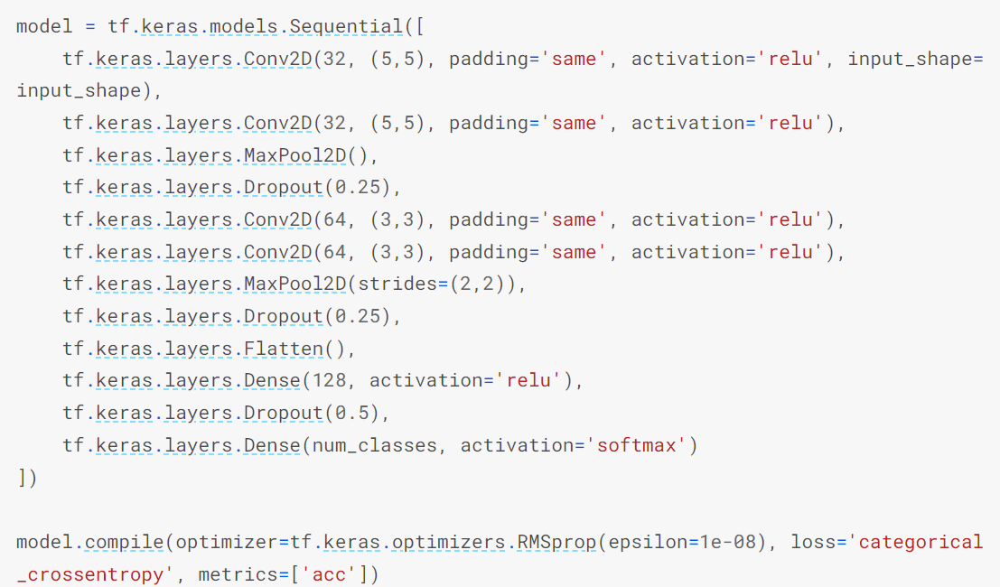 model = tf.keras.models.Sequential([
    tf.keras.layers.Conv2D(32, (5,5), padding='same', activation='relu', input_shape=
input_shape),
    tf.keras.layers.Conv2D(32, (5,5), padding='same', activation='relu'),
    tf.keras.layers.MaxPool2D(),
    tf.keras.layers.Dropout(0.25),
    tf.keras.layers.Conv2D(64, (3,3), padding='same', activation='relu'),
    tf.keras.layers.Conv2D(64, (3,3), padding='same', activation='relu'),
    tf.keras.layers.MaxPool2D(strides=(2,2)),
    tf.keras.layers.Dropout(0.25),
    tf.keras.layers.Flatten(),
    tf.keras.layers.Dense(128, activation='relu'),
    tf.keras.layers.Dropout(0.5),
    tf.keras.layers.Dense(num_classes, activation='softmax')
])

model.compile(optimizer=tf.keras.optimizers.RMSprop(epsilon=1e-08), loss='categorical
_crossentropy', metrics=['acc'])